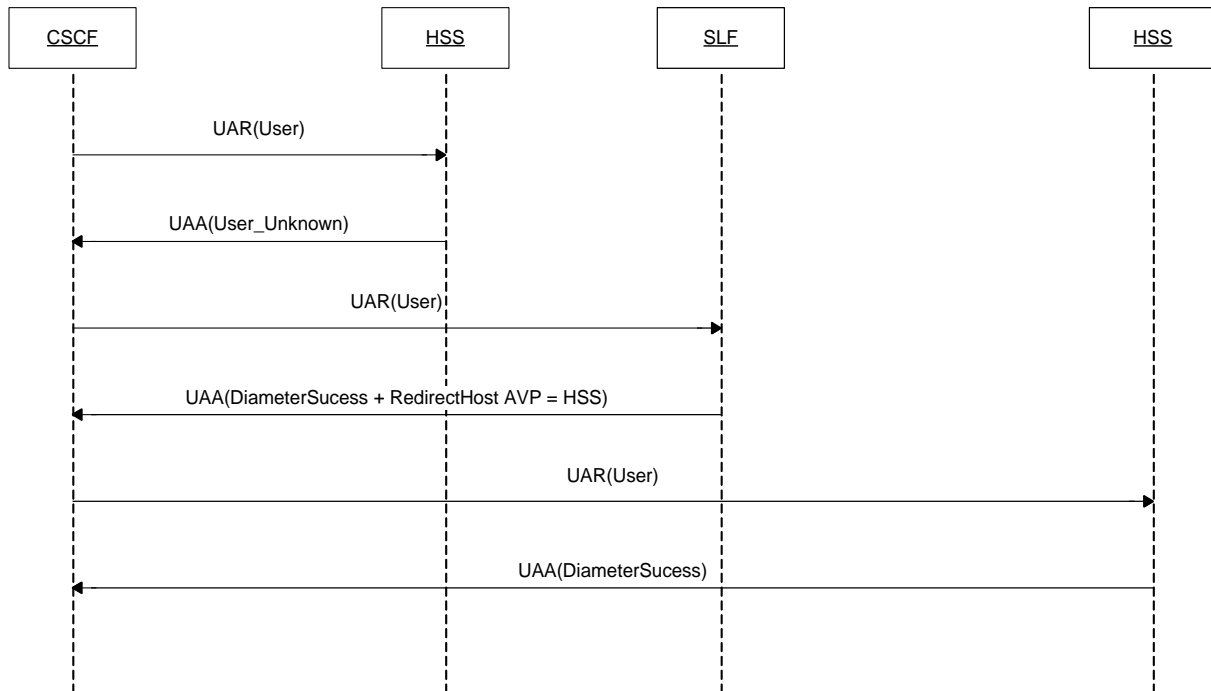 CSCF
HSS
SLF
HSS
UAR(User)
UAA(User_Unknown)
UAR(User)
UAA(DiameterSucess + RedirectHost AVP = HSS)
UAR(User)
UAA(DiameterSucess)